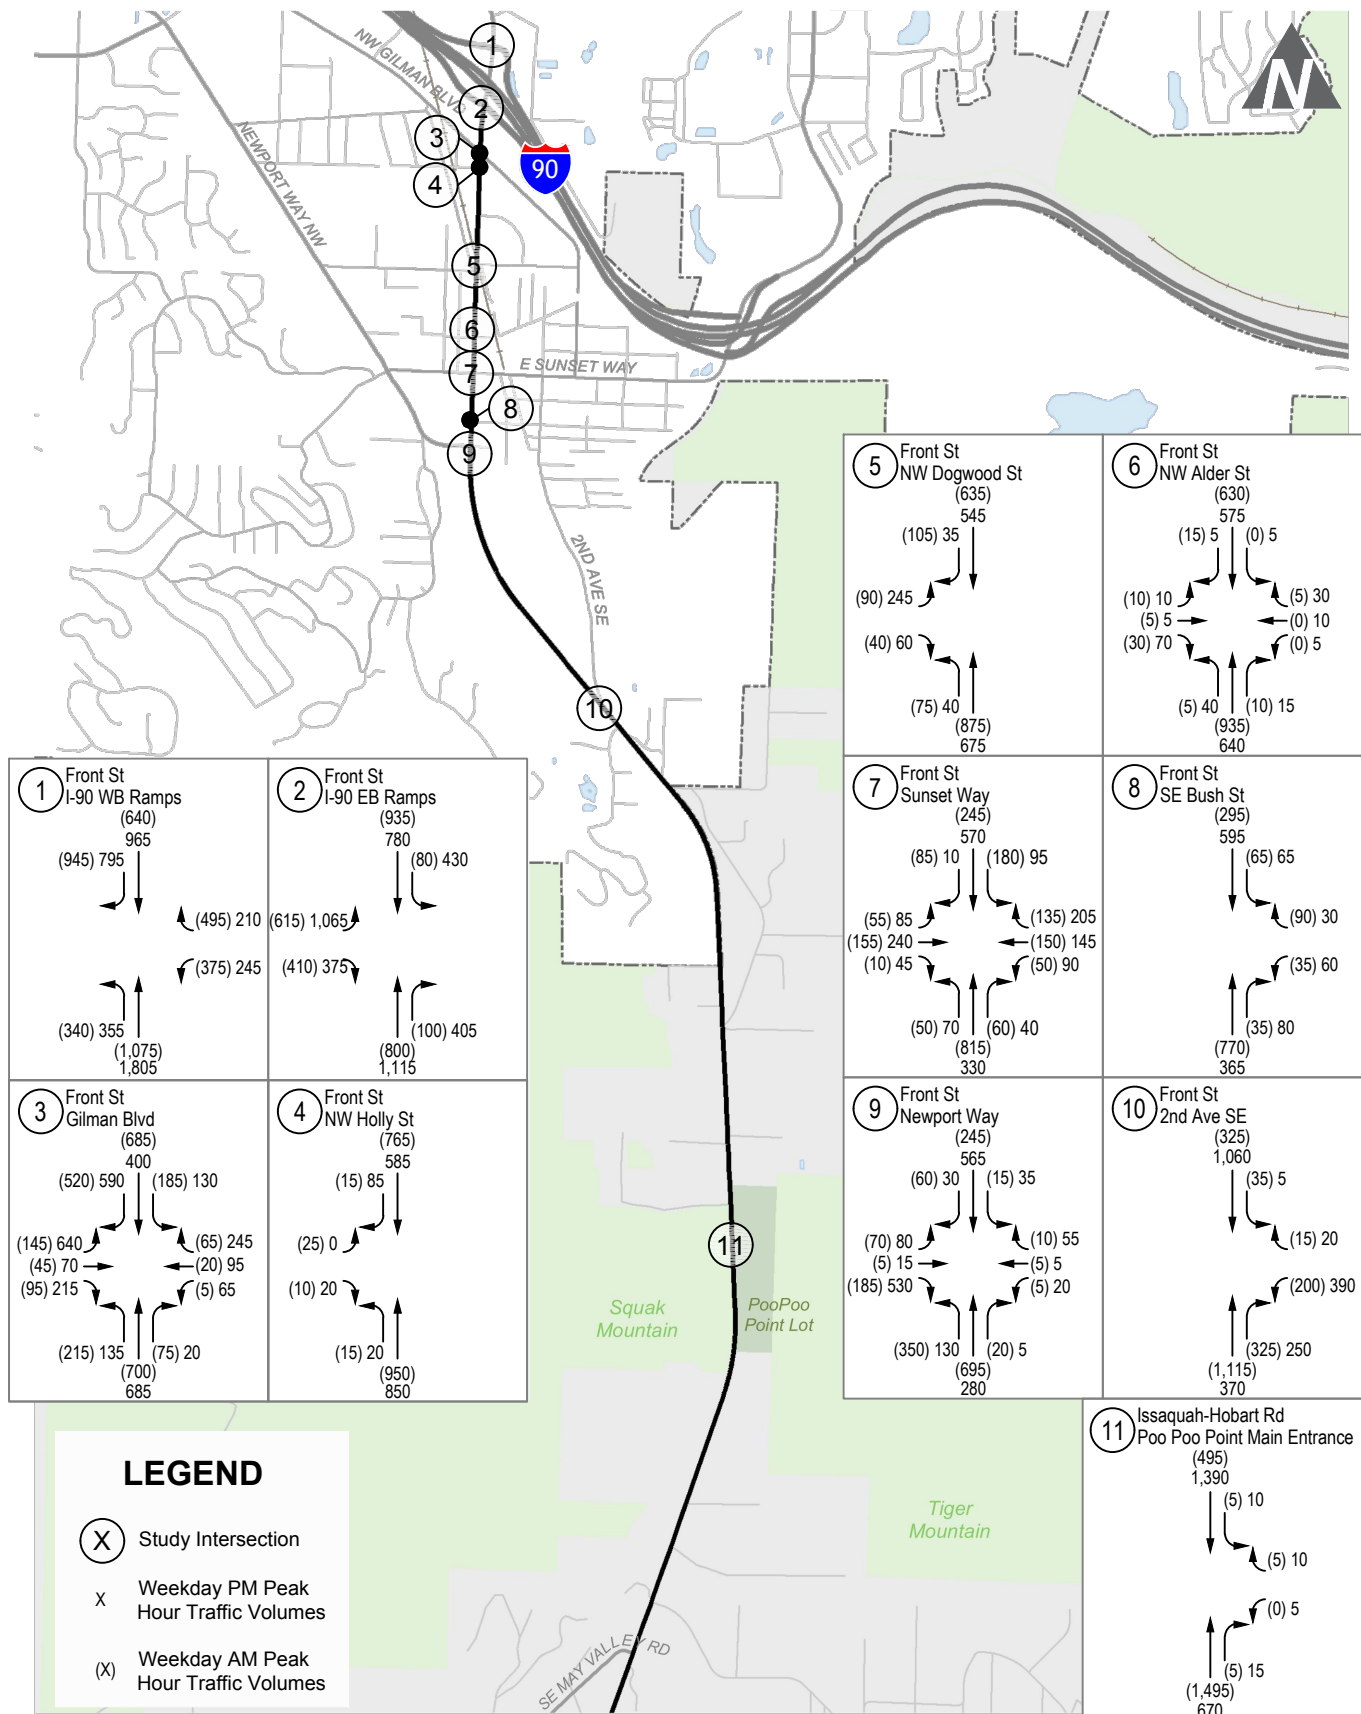 N
1
NW GILMAN BLVD
2
3
4
90
NEWPORT WAY NW
5
6
7
E SUNSET WAY
8
9
2ND AVE SE
10
11
Squak
Mountain
PooPoo
Point Lot
Tiger
Mountain
SE MAY VALLEY RD
1
Front St
I-90 WB Ramps
(640)
965
(945) 795
(495) 210
(375) 245
(340) 355
(1,075)
1,805
2
Front St
I-90 EB Ramps
(935)
780
(80) 430
(615) 1,065
(410) 375
(100) 405
(800)
1,115
3
Front St
Gilman Blvd
(685)
400
(520) 590 (185) 130
(145) 640 (65) 245
(45) 70 (20) 95
(95) 215 (5) 65
(215) 135 (75) 20
(700)
685
4
Front St
NW Holly St
(765)
585
(15) 85
(25) 0
(10) 20
(15) 20
(950)
850
5
Front St
NW Dogwood St
(635)
545
(105) 35
(90) 245
(40) 60
(75) 40
(875)
675
6
Front St
NW Alder St
(630)
575
(15) 5 (0) 5
(10) 10 (5) 30
(5) 5 (0) 10
(30) 70 (0) 5
(5) 40 (10) 15
(935)
640
7
Front St
Sunset Way
(245)
570
(85) 10 (180) 95
(55) 85 (135) 205
(155) 240 (150) 145
(10) 45 (50) 90
(50) 70 (60) 40
(815)
330
8
Front St
SE Bush St
(295)
595
(65) 65
(90) 30
(35) 60
(35) 80
(770)
365
9
Front St
Newport Way
(245)
565
(60) 30 (15) 35
(70) 80 (10) 55
(5) 15 (5) 5
(185) 530 (5) 20
(350) 130 (20) 5
(695)
280
10
Front St
2nd Ave SE
(325)
1,060
(35) 5
(15) 20
(200) 390
(325) 250
(1,115)
370
11
Issaquah-Hobart Rd
Poo Poo Point Main Entrance
(495)
1,390
(5) 10
(5) 10
(0) 5
(5) 15
(1,495)
670
LEGEND
X Study Intersection
X Weekday PM Peak
Hour Traffic Volumes
(X) Weekday AM Peak
Hour Traffic Volumes